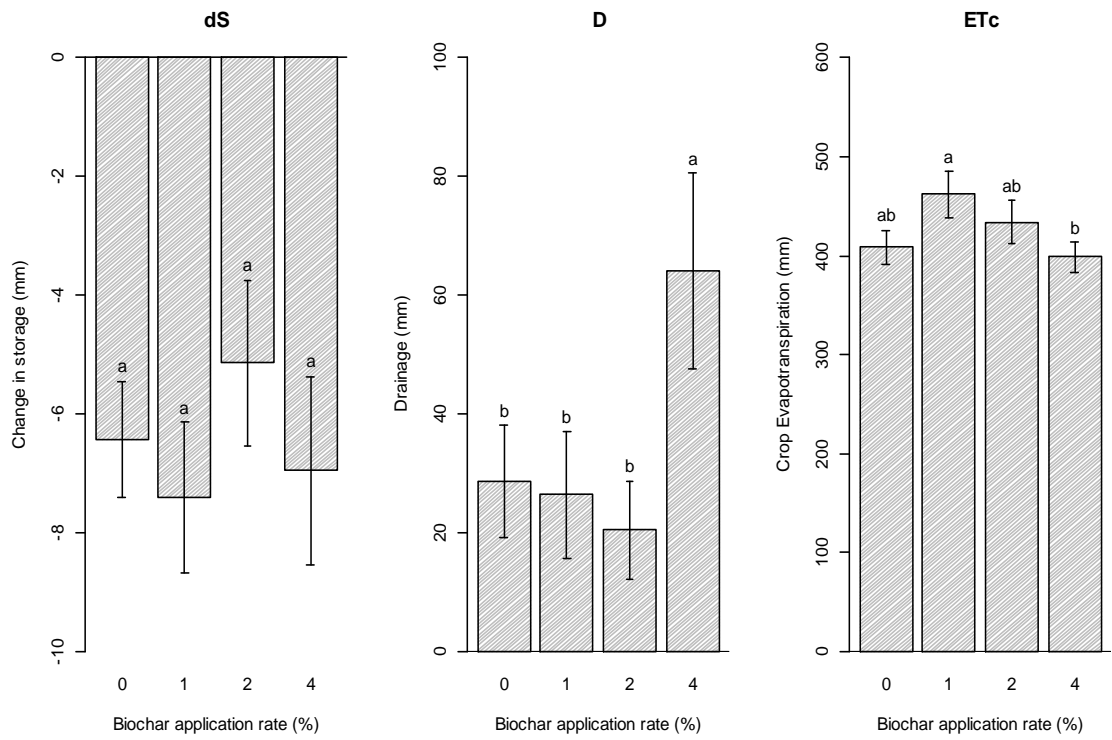 dS
Change in storage (mm)
0
-2
-4
-6
-8
-10
a
a
a
a
0 1 2 4
Biochar application rate (%)
D
Drainage (mm)
100
80
60
40
20
0
b
b
b
a
0 1 2 4
Biochar application rate (%)
ETc
Crop Evapotranspiration (mm)
600
500
400
300
200
100
0
ab
a
ab
b
0 1 2 4
Biochar application rate (%)